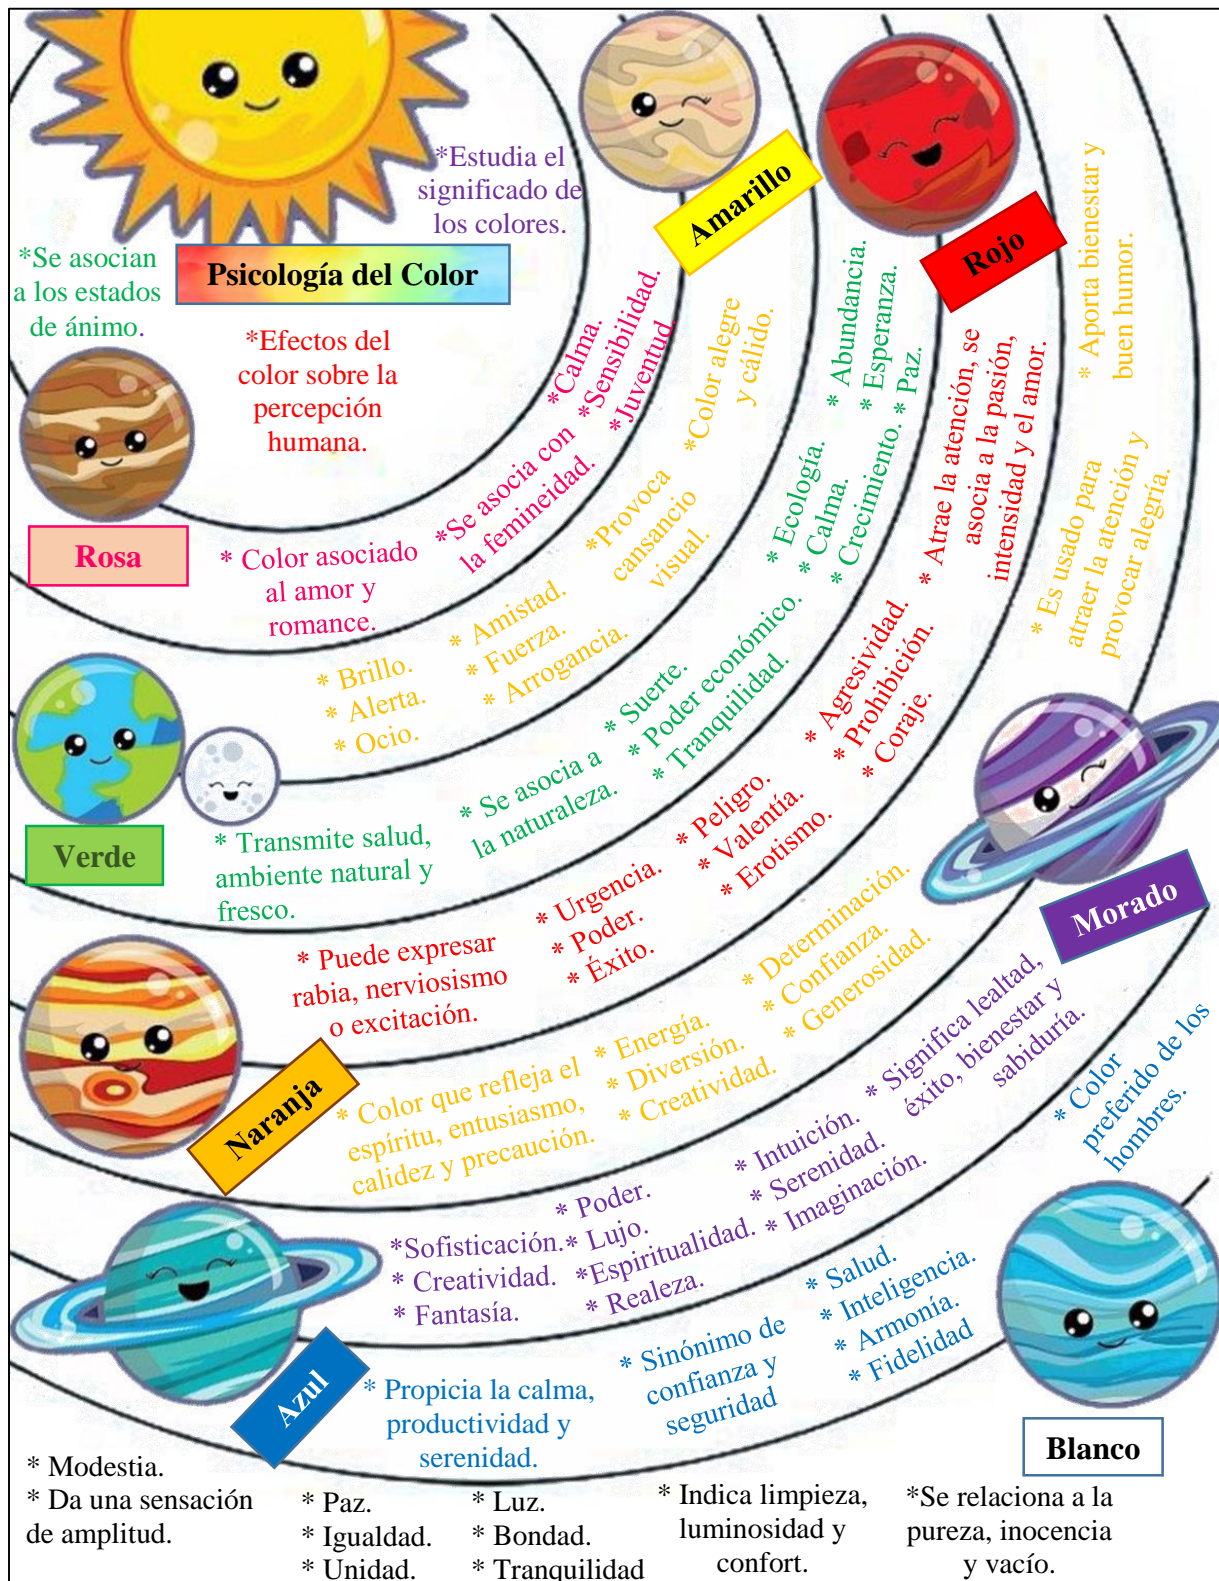 *Estudia el
significado de
los colores.
Psicología del Color
*Se asocian
a los estados
de ánimo.
*Efectos del
color sobre la
percepción
humana.
Rosa
* Color asociado
al amor y
romance.
*Se asocia con
la femineidad.
*Calma.
*Sensibilidad.
*Juventud.
Amarillo
* Brillo.
* Alerta.
* Ocio.
* Amistad.
* Fuerza.
* Arrogancia.
*Provoca
cansancio
visual.
*Color alegre
y cálido.
Verde
* Transmite salud,
ambiente natural y
fresco.
* Se asocia a
la naturaleza.
* Suerte.
* Poder económico.
* Tranquilidad.
* Ecología.
* Calma.
* Crecimiento.
* Abundancia.
* Esperanza.
* Paz.
Rojo
* Puede expresar
rabia, nerviosismo
o excitación.
* Urgencia.
* Poder.
* Éxito.
* Peligro.
* Valentía.
* Erotismo.
* Agresividad.
* Prohibición.
* Coraje.
* Atrae la atención, se
asocia a la pasión,
intensidad y el amor.
Naranja
* Color que refleja el
espíritu, entusiasmo,
calidez y precaución.
* Energía.
* Diversión.
* Creatividad.
* Determinación.
* Confianza.
* Generosidad.
* Es usado para
atraer la atención y
provocar alegría.
* Aporta bienestar y
buen humor.
Morado
*Sofisticación.
* Creatividad.
* Fantasía.
* Poder.
* Lujo.
*Espiritualidad.
* Realeza.
* Intuición.
* Serenidad.
* Imaginación.
* Significa lealtad,
éxito, bienestar y
sabiduría.
Azul
* Propicia la calma,
productividad y
serenidad.
* Sinónimo de
confianza y
seguridad
* Salud.
* Inteligencia.
* Armonía.
* Fidelidad
* Color
preferido de los
hombres.
Blanco
* Modestia.
* Da una sensación
de amplitud.
* Paz.
* Igualdad.
* Unidad.
* Luz.
* Bondad.
* Tranquilidad
* Indica limpieza,
luminosidad y
confort.
*Se relaciona a la
pureza, inocencia
y vacío.